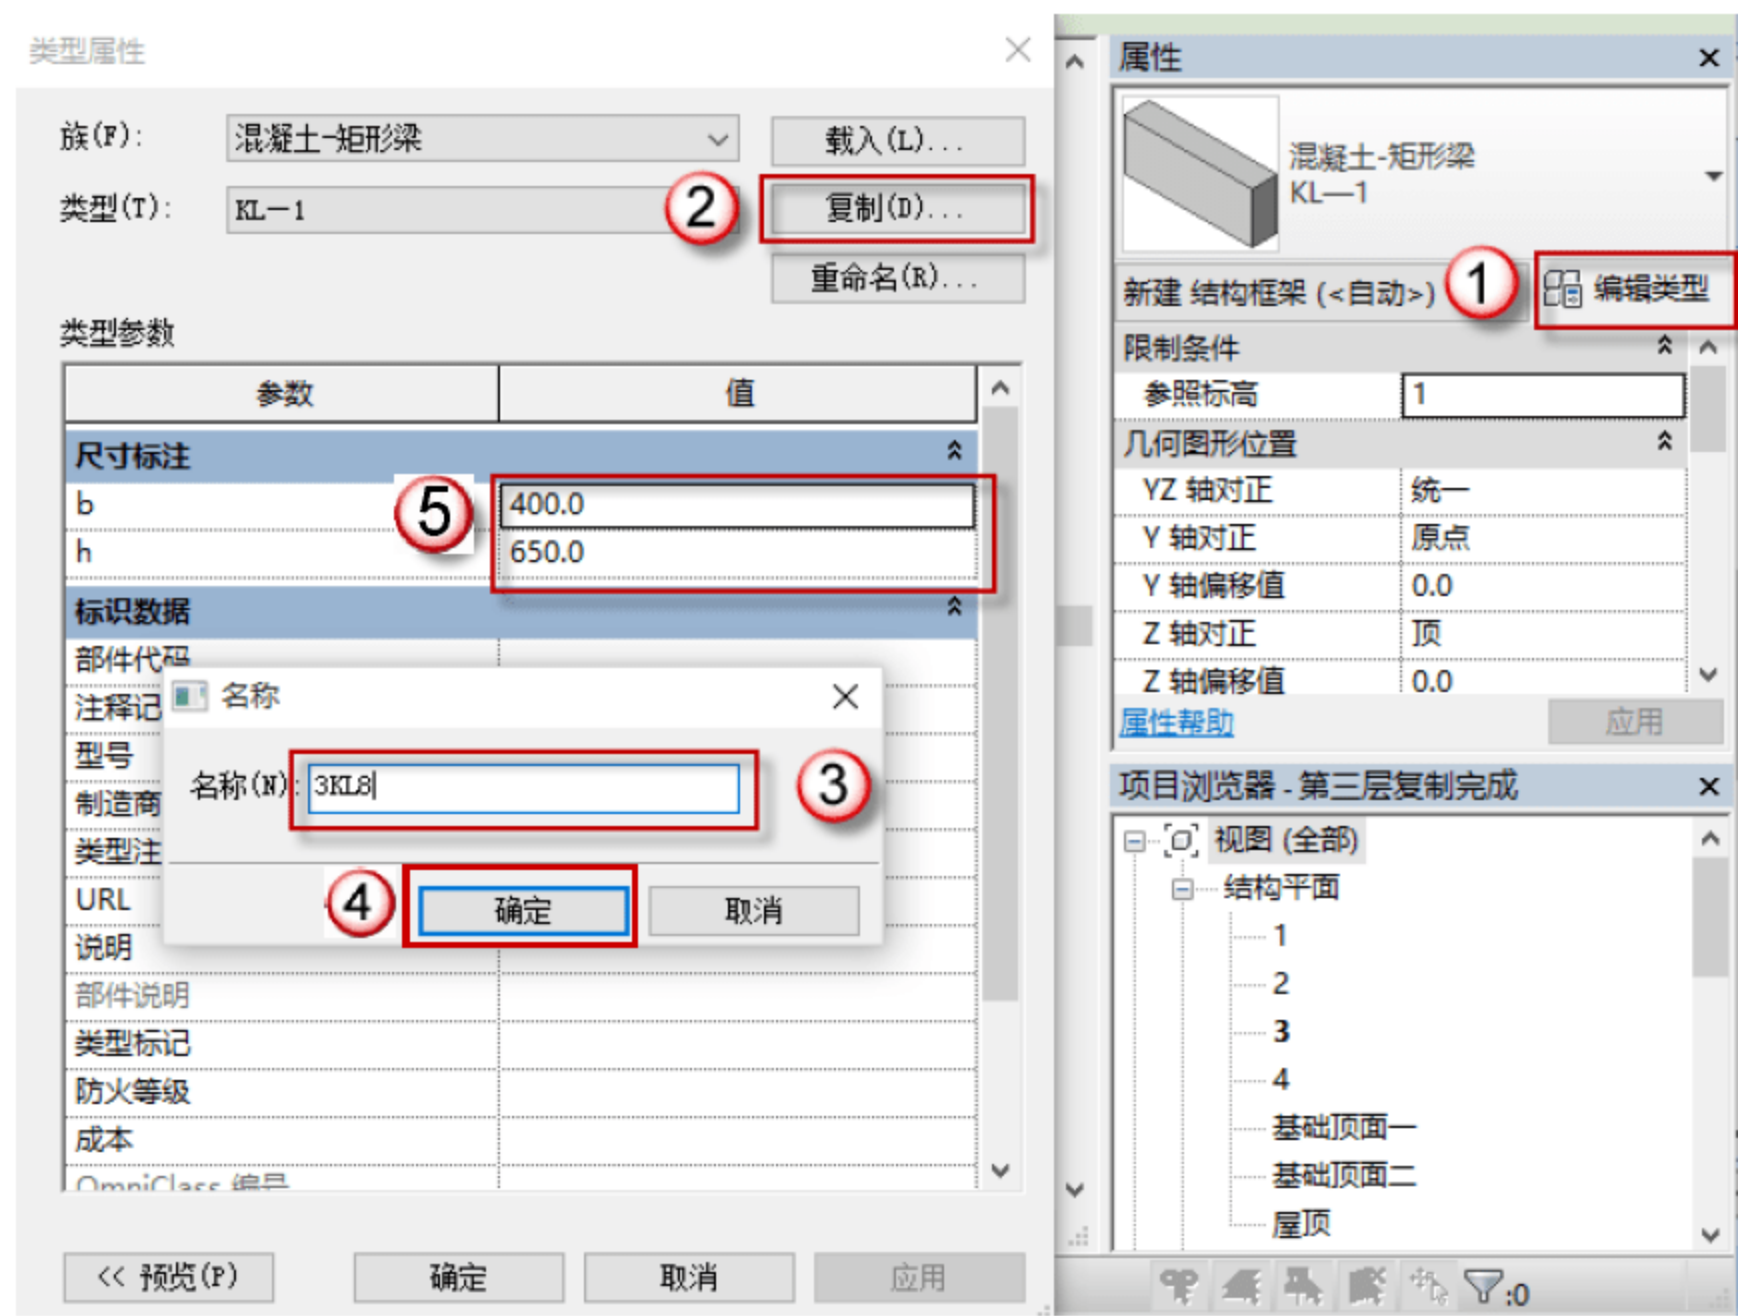 类型属性
族(F):
混凝土-矩形梁
载入(L)...
类型(T):
KL—1
②
复制(D)...
重命名(R)...
类型参数
参数
值
尺寸标注
b
⑤
400.0
h
650.0
标识数据
部件代码
注释记
型号
制造商
类型注
URL
说明
部件说明
类型标记
防火等级
成本
OmniClass 编号
名称
名称(N):
3KL8
③
④
确定
取消
<< 预览(P)
确定
取消
应用
属性
混凝土-矩形梁
KL—1
新建 结构框架 (<自动>)
①
编辑类型
限制条件
参照标高
1
几何图形位置
YZ 轴对正
统一
Y 轴对正
原点
Y 轴偏移值
0.0
Z 轴对正
顶
Z 轴偏移值
0.0
属性帮助
应用
项目浏览器 - 第三层复制完成
视图 (全部)
结构平面
1
2
3
4
基础顶面一
基础顶面二
屋顶
:0